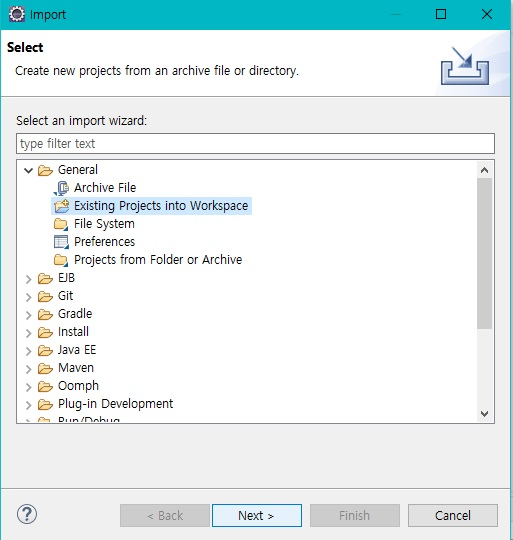 Import
Select
Create new projects from an archive file or directory.
Select an import wizard:
type filter text
General
Archive File
Existing Projects into Workspace
File System
Preferences
Projects from Folder or Archive
EJB
Git
Gradle
Install
Java EE
Maven
Oomph
Plug-in Development
Run/Debug
?
< Back
Next >
Finish
Cancel